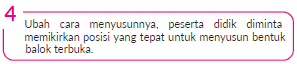 4
Ubah cara menyusunnya, peserta didik diminta
memikirkan posisi yang tepat untuk menyusun bentuk
balok terbuka.